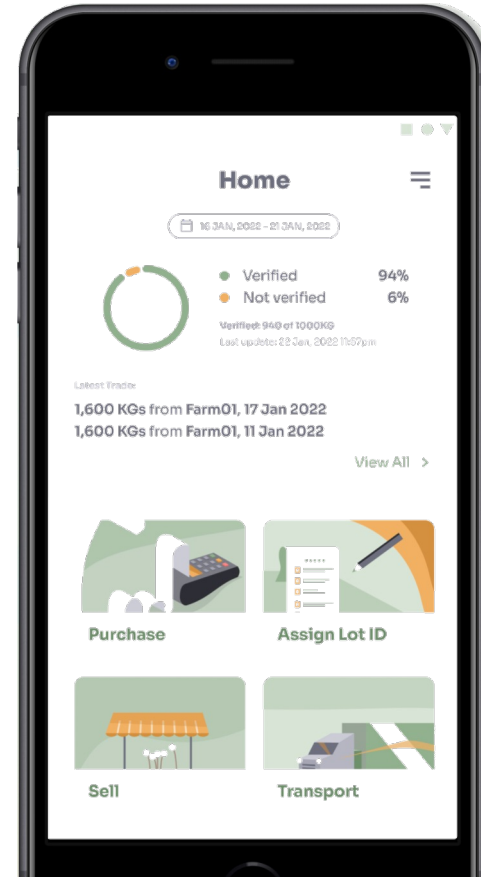 Home
16 JAN, 2022 - 21 JAN, 2022
Verified 94%
Not verified 6%
Verified: 940 of 1000KG
Last update: 22 Jan, 2022 11:57pm
Latest Trade:
1,600 KGs from Farm01, 17 Jan 2022
1,600 KGs from Farm01, 11 Jan 2022
View All >
Purchase
Assign Lot ID
Sell
Transport